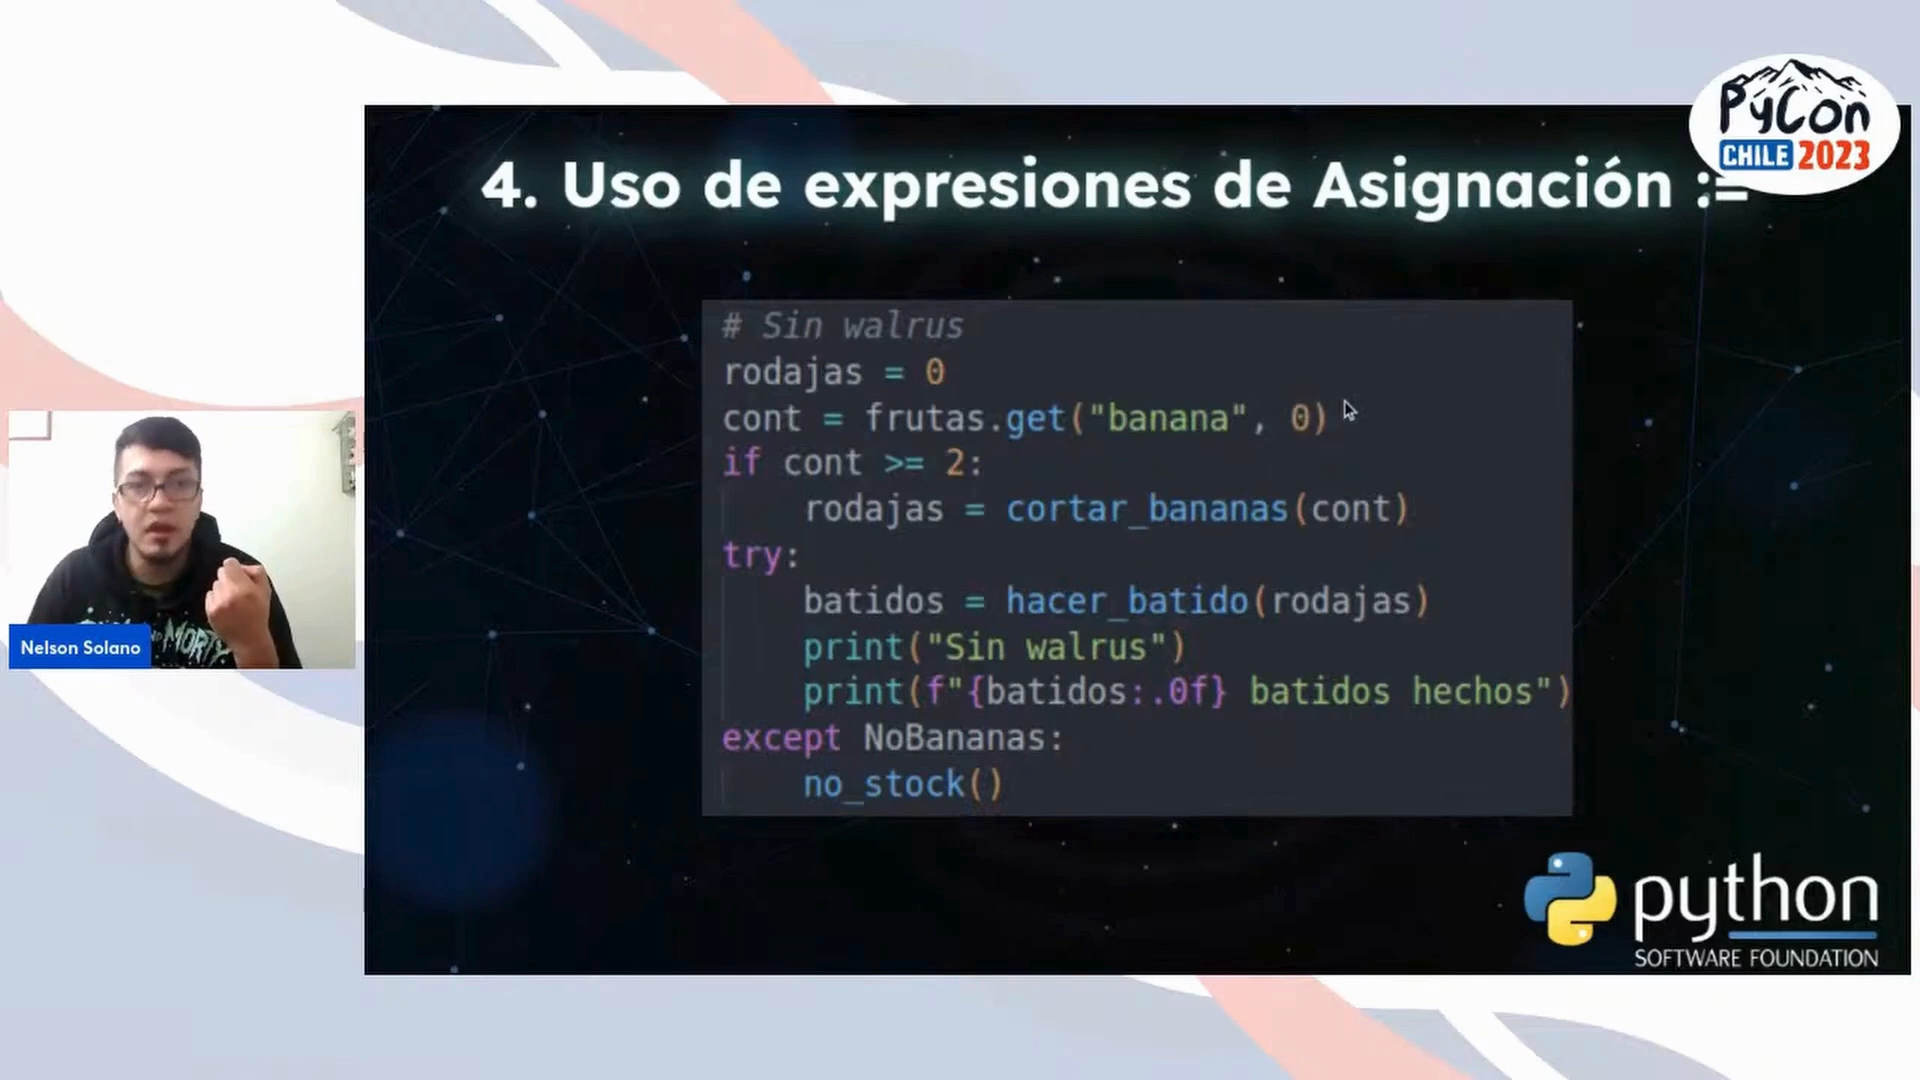 PyCon
CHILE 2023
4. Uso de expresiones de Asignación :=
# Sin walrus
rodajas = 0
cont = frutas.get("banana", 0)
if cont >= 2:
    rodajas = cortar_bananas(cont)
try:
    batidos = hacer_batido(rodajas)
    print("Sin walrus")
    print(f"{batidos:.0f} batidos hechos")
except NoBananas:
    no_stock()
Nelson Solano
MORTY
python
SOFTWARE FOUNDATION